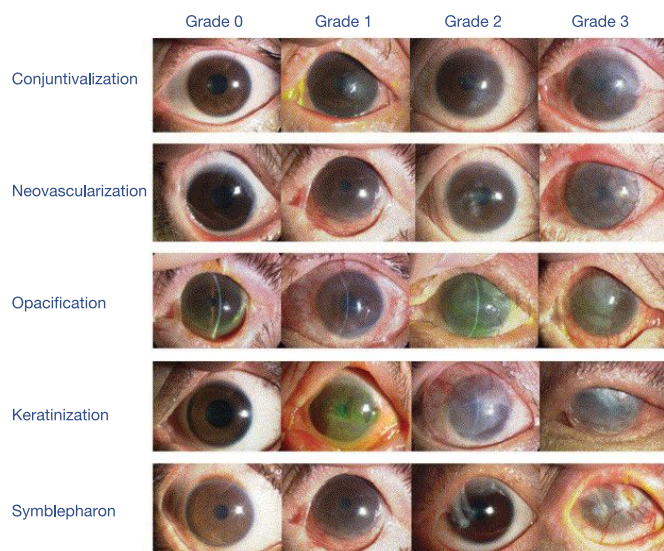 Grade 0 Grade 1 Grade 2 Grade 3
Conjuntivalization
Neovascularization
Opacification
Keratinization
Symblepharon